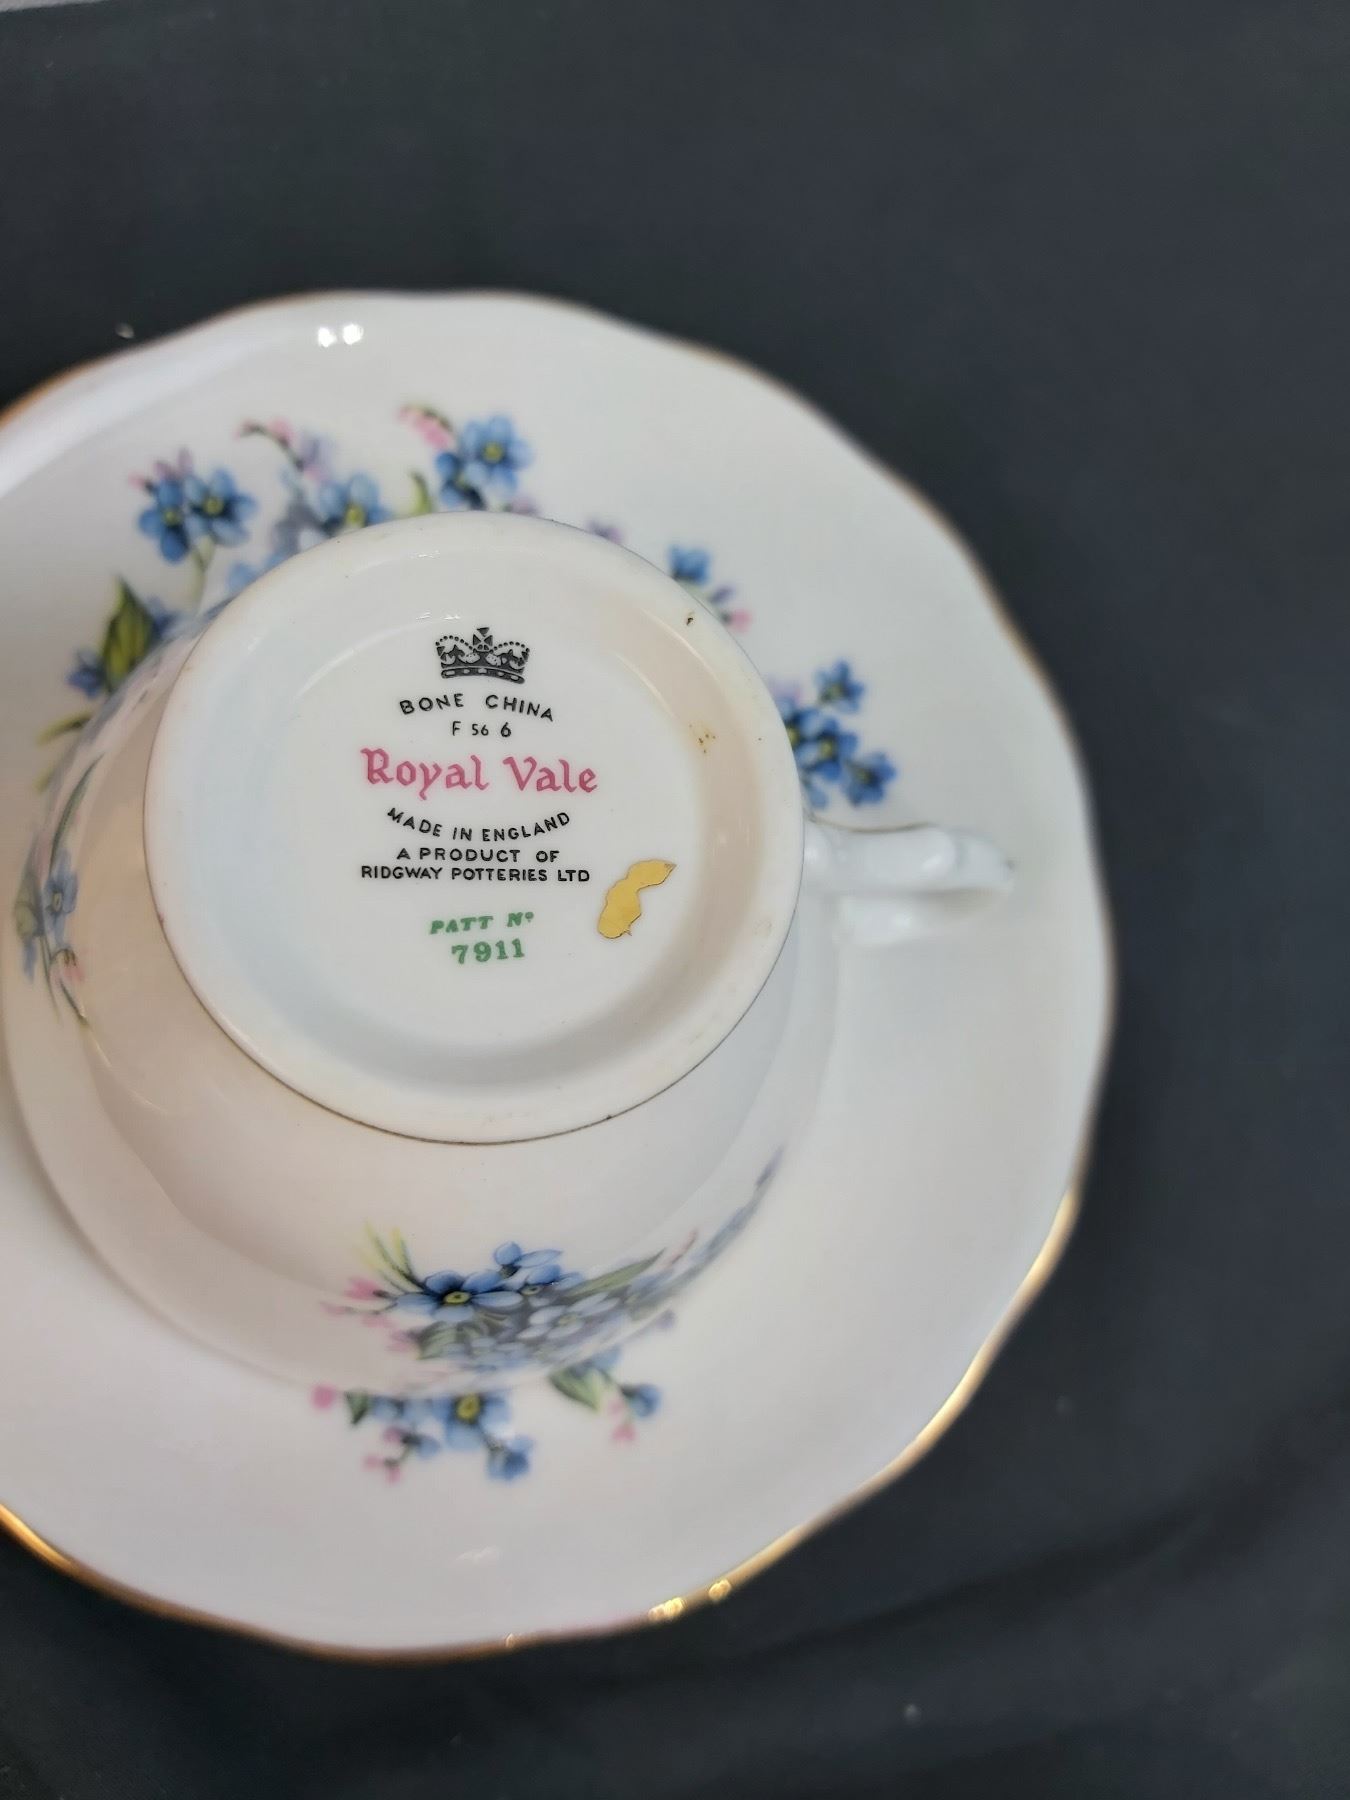 BONE CHINA
F 56 6
Royal Vale
MADE IN ENGLAND
A PRODUCT OF
RIDGWAY POTTERIES LTD
PATT Nº
7911